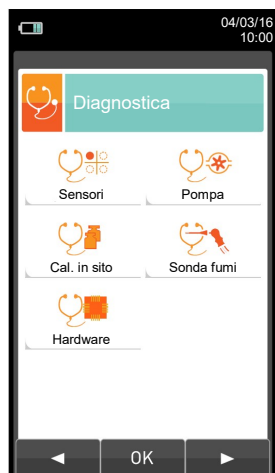 04/03/16
10:00
Diagnostica
Sensori
Pompa
Cal. in sito
Sonda fumi
Hardware
OK